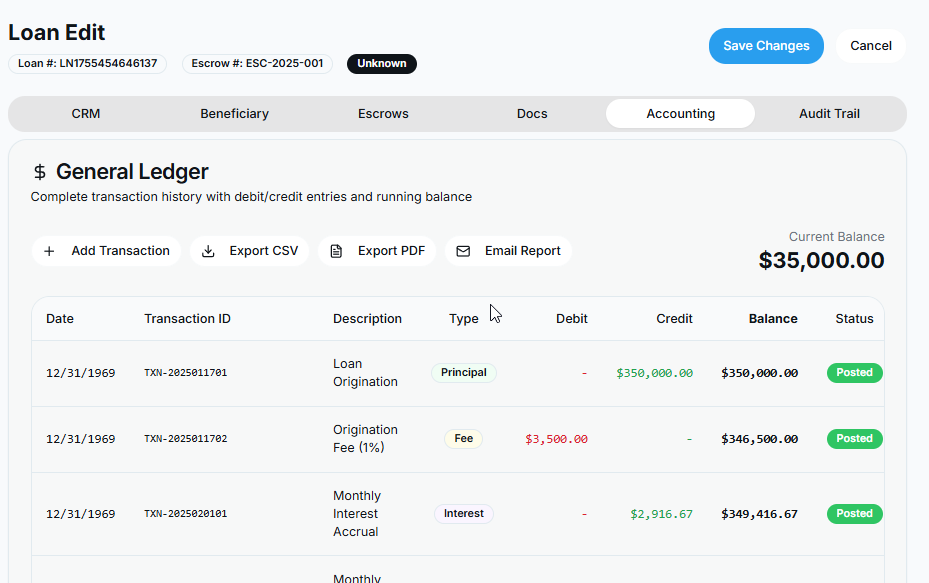 Loan Edit
Loan #: LN1755454646137 Escrow #: ESC-2025-001 Unknown
Save Changes Cancel
CRM Beneficiary Escrows Docs Accounting Audit Trail
$ General Ledger
Complete transaction history with debit/credit entries and running balance
+ Add Transaction Export CSV Export PDF Email Report
Current Balance
$35,000.00
Date Transaction ID Description Type Debit Credit Balance Status
12/31/1969 TXN-2025011701 Loan Origination Principal - $350,000.00 $350,000.00 Posted
12/31/1969 TXN-2025011702 Origination Fee (1%) Fee $3,500.00 - $346,500.00 Posted
12/31/1969 TXN-2025020101 Monthly Interest Accrual Interest - $2,916.67 $349,416.67 Posted
Monthly